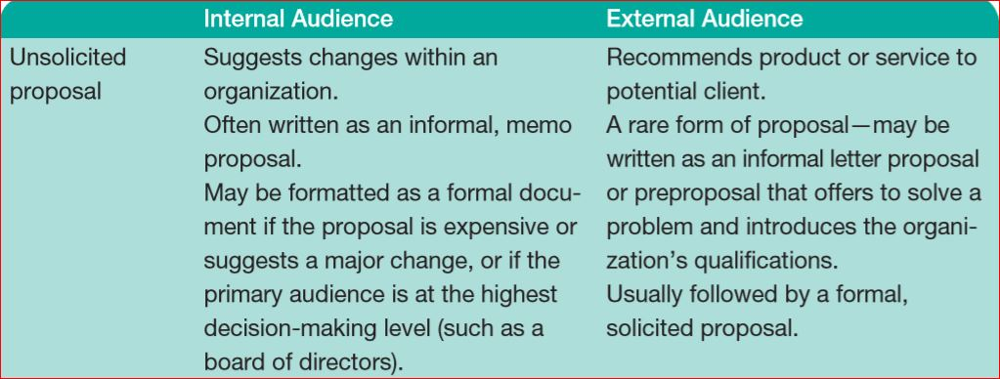 Internal Audience
External Audience
Unsolicited
proposal
Suggests changes within an
organization.
Often written as an informal, memo
proposal.
May be formatted as a formal docu-
ment if the proposal is expensive or
suggests a major change, or if the
primary audience is at the highest
decision-making level (such as a
board of directors).
Recommends product or service to
potential client.
A rare form of proposal—may be
written as an informal letter proposal
or preproposal that offers to solve a
problem and introduces the organi-
zation’s qualifications.
Usually followed by a formal,
solicited proposal.